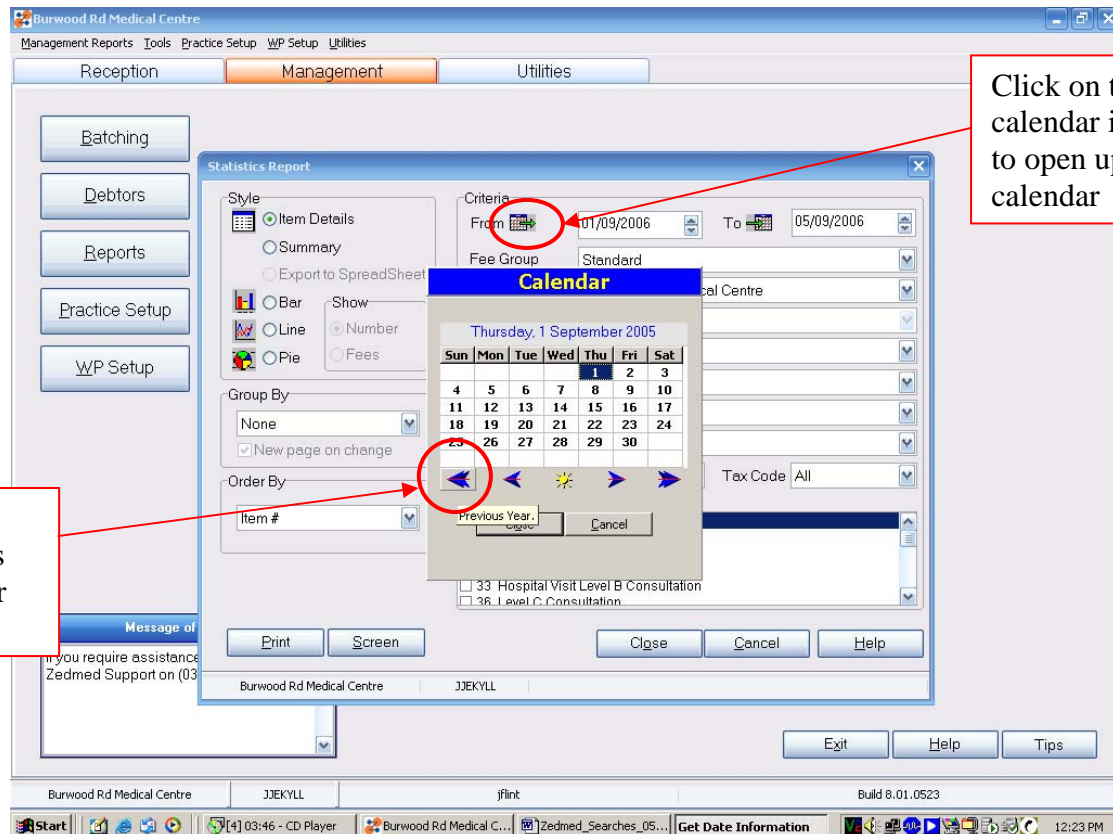 Burwood Rd Medical Centre
Management Reports Tools Practice Setup WP Setup Utilities
Reception Management Utilities
Click on
calendar
to open
calendar
Batching
Debtors
Reports
Practice Setup
WP Setup
Statistics Report
Style
Item Details
Summary
Export to SpreadSheet
Bar
Line
Pie
Show
Number
Fees
Group By
None
New page on change
Order By
Item #
Criteria
From 01/09/2006 To 05/09/2006
Fee Group Standard
Centre
Tax Code All
Calendar
Thursday, 1 September 2005
Sun Mon Tue Wed Thu Fri Sat
1 2 3
4 5 6 7 8 9 10
11 12 13 14 15 16 17
18 19 20 21 22 23 24
25 26 27 28 29 30
Previous Year.
Close Cancel
33 Hospital Visit Level B Consultation
36 Level C Consultation
Print Screen Close Cancel Help
Burwood Rd Medical Centre JJEKYLL
Message of
If you require assistance
Zedmed Support on (03
Exit Help Tips
Burwood Rd Medical Centre JJEKYLL jflint Build 8.01.0523
Start [4] 03:46 - CD Player Burwood Rd Medical C... Zedmed_Searches_05... Get Date Information 12:23 PM